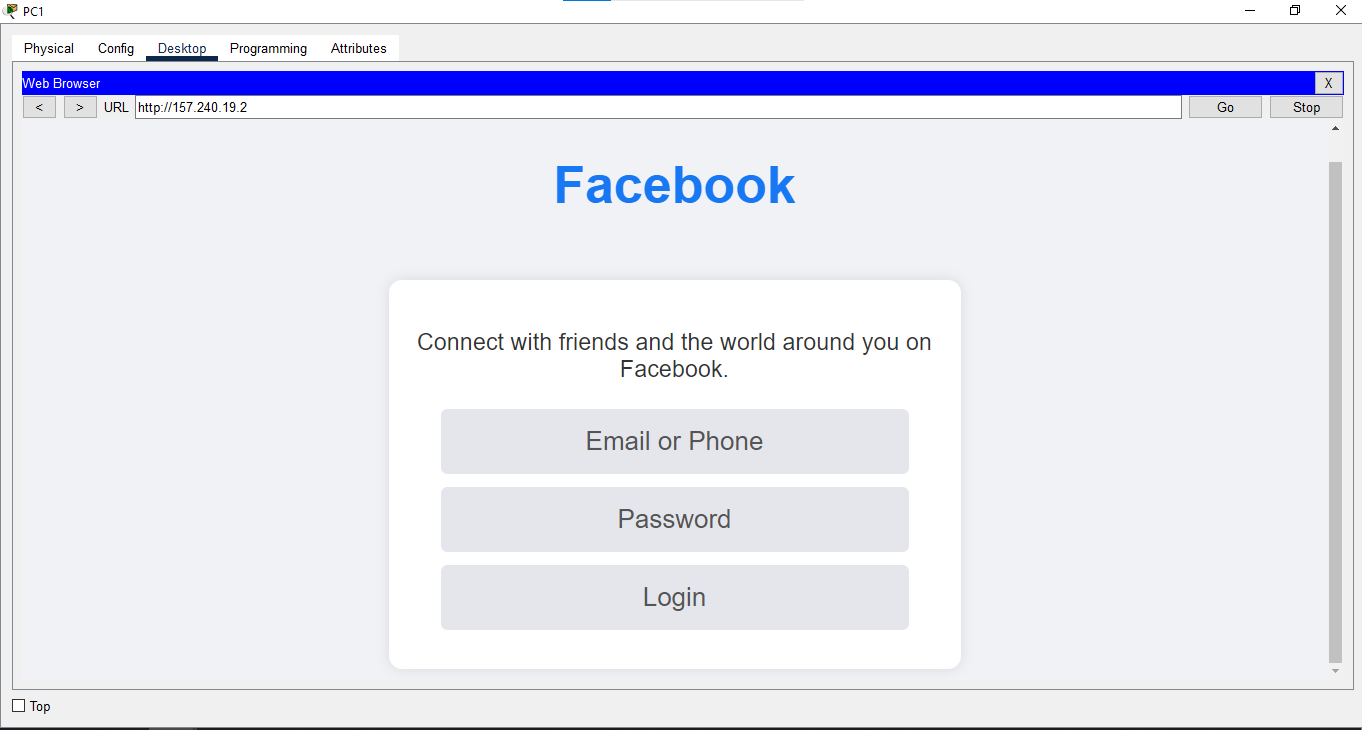 PC1
Physical Config Desktop Programming Attributes
Web Browser X
< > URL http://157.240.19.2 Go Stop
Facebook
Connect with friends and the world around you on
Facebook.
Email or Phone
Password
Login
Top